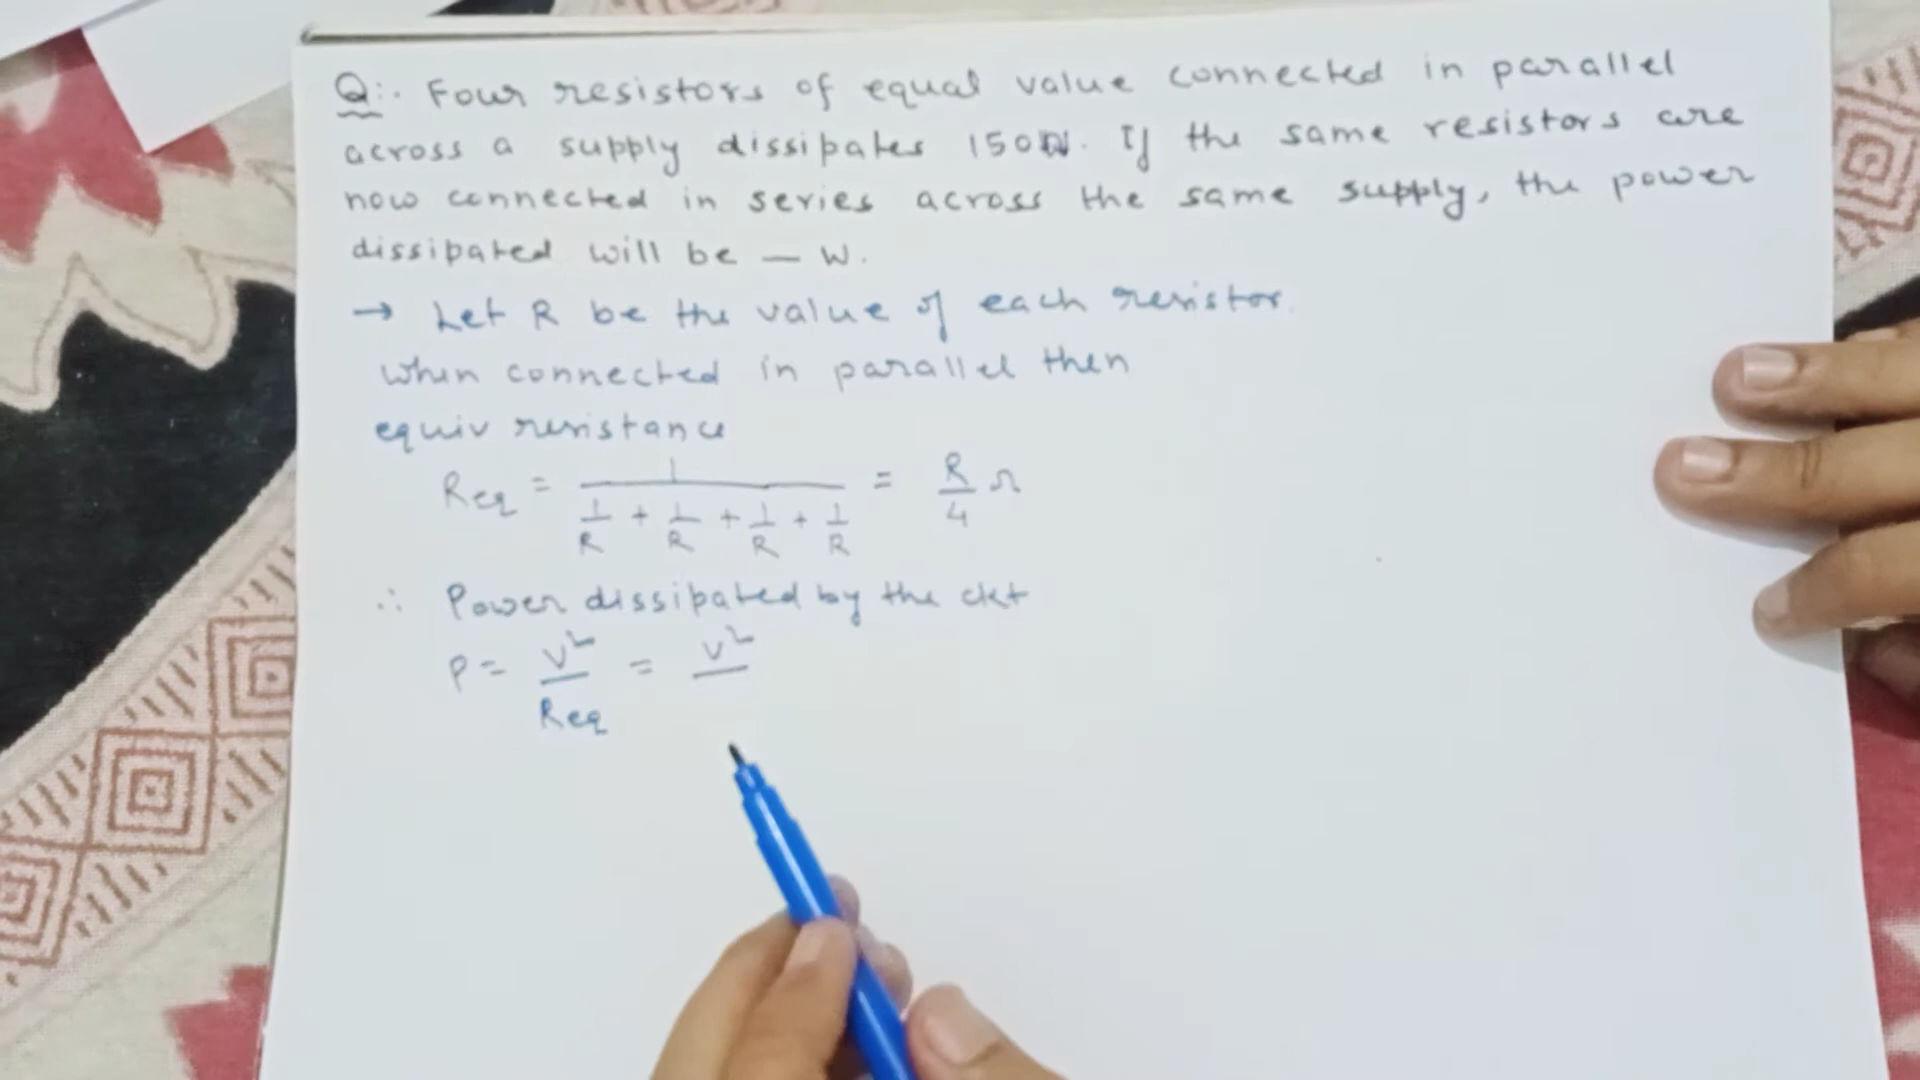 Q:- Four resistors of equal value connected in parallel
across a supply dissipates 150W. If the same resistors are
now connected in series across the same supply, the power
dissipated will be — W.
→ Let R be the value of each resistor.
when connected in parallel then
equiv resistance
Req = 1 / (1/R + 1/R + 1/R + 1/R) = R/4 Ω
∴ Power dissipated by the ckt
P = V²/Req = V²/